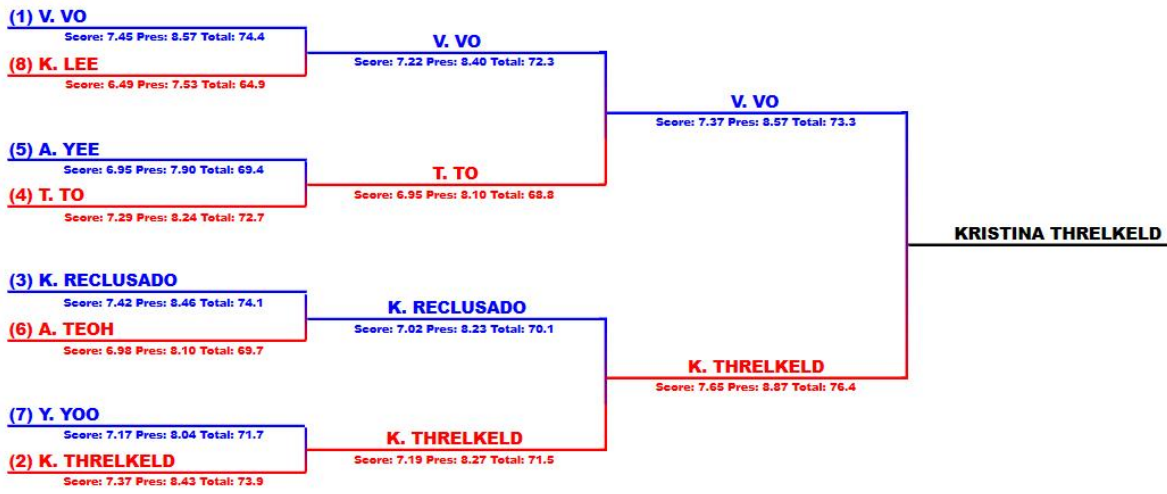 (1) V. VO
Score: 7.45 Pres: 8.57 Total: 74.4
(8) K. LEE
Score: 6.49 Pres: 7.53 Total: 64.9
(5) A. YEE
Score: 6.95 Pres: 7.90 Total: 69.4
(4) T. TO
Score: 7.29 Pres: 8.24 Total: 72.7
(3) K. RECLUSADO
Score: 7.42 Pres: 8.46 Total: 74.1
(6) A. TEOH
Score: 6.98 Pres: 8.10 Total: 69.7
(7) Y. YOO
Score: 7.17 Pres: 8.04 Total: 71.7
(2) K. THRELKELD
Score: 7.37 Pres: 8.43 Total: 73.9
V. VO
Score: 7.22 Pres: 8.40 Total: 72.3
T. TO
Score: 6.95 Pres: 8.10 Total: 68.8
K. RECLUSADO
Score: 7.02 Pres: 8.23 Total: 70.1
K. THRELKELD
Score: 7.19 Pres: 8.27 Total: 71.5
V. VO
Score: 7.37 Pres: 8.57 Total: 73.3
K. THRELKELD
Score: 7.65 Pres: 8.87 Total: 76.4
KRISTINA THRELKELD